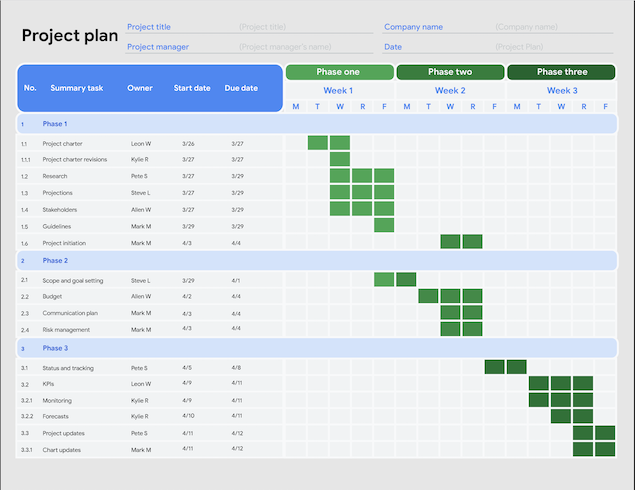 Project plan
Project title (Project title) Company name (Company name)
Project manager (Project manager's name) Date (Project Plan)
Phase one Phase two Phase three
No. Summary task Owner Start date Due date Week 1 Week 2 Week 3
M T W R F M T W R F M T W R F
1 Phase 1
1.1 Project charter Leon W 3/26 3/27
1.1.1 Project charter revisions Kylie R 3/27 3/27
1.2 Research Pete S 3/27 3/29
1.3 Projections Steve L 3/27 3/29
1.4 Stakeholders Allen W 3/27 3/29
1.5 Guidelines Mark M 3/29 3/29
1.6 Project initiation Mark M 4/3 4/4
2 Phase 2
2.1 Scope and goal setting Steve L 3/29 4/1
2.2 Budget Allen W 4/2 4/4
2.3 Communication plan Mark M 4/3 4/4
2.4 Risk management Mark M 4/3 4/4
3 Phase 3
3.1 Status and tracking Pete S 4/5 4/8
3.2 KPIs Leon W 4/9 4/11
3.2.1 Monitoring Kylie R 4/9 4/11
3.2.2 Forecasts Kylie R 4/10 4/11
3.3 Project updates Pete S 4/11 4/12
3.3.1 Chart updates Mark M 4/11 4/12